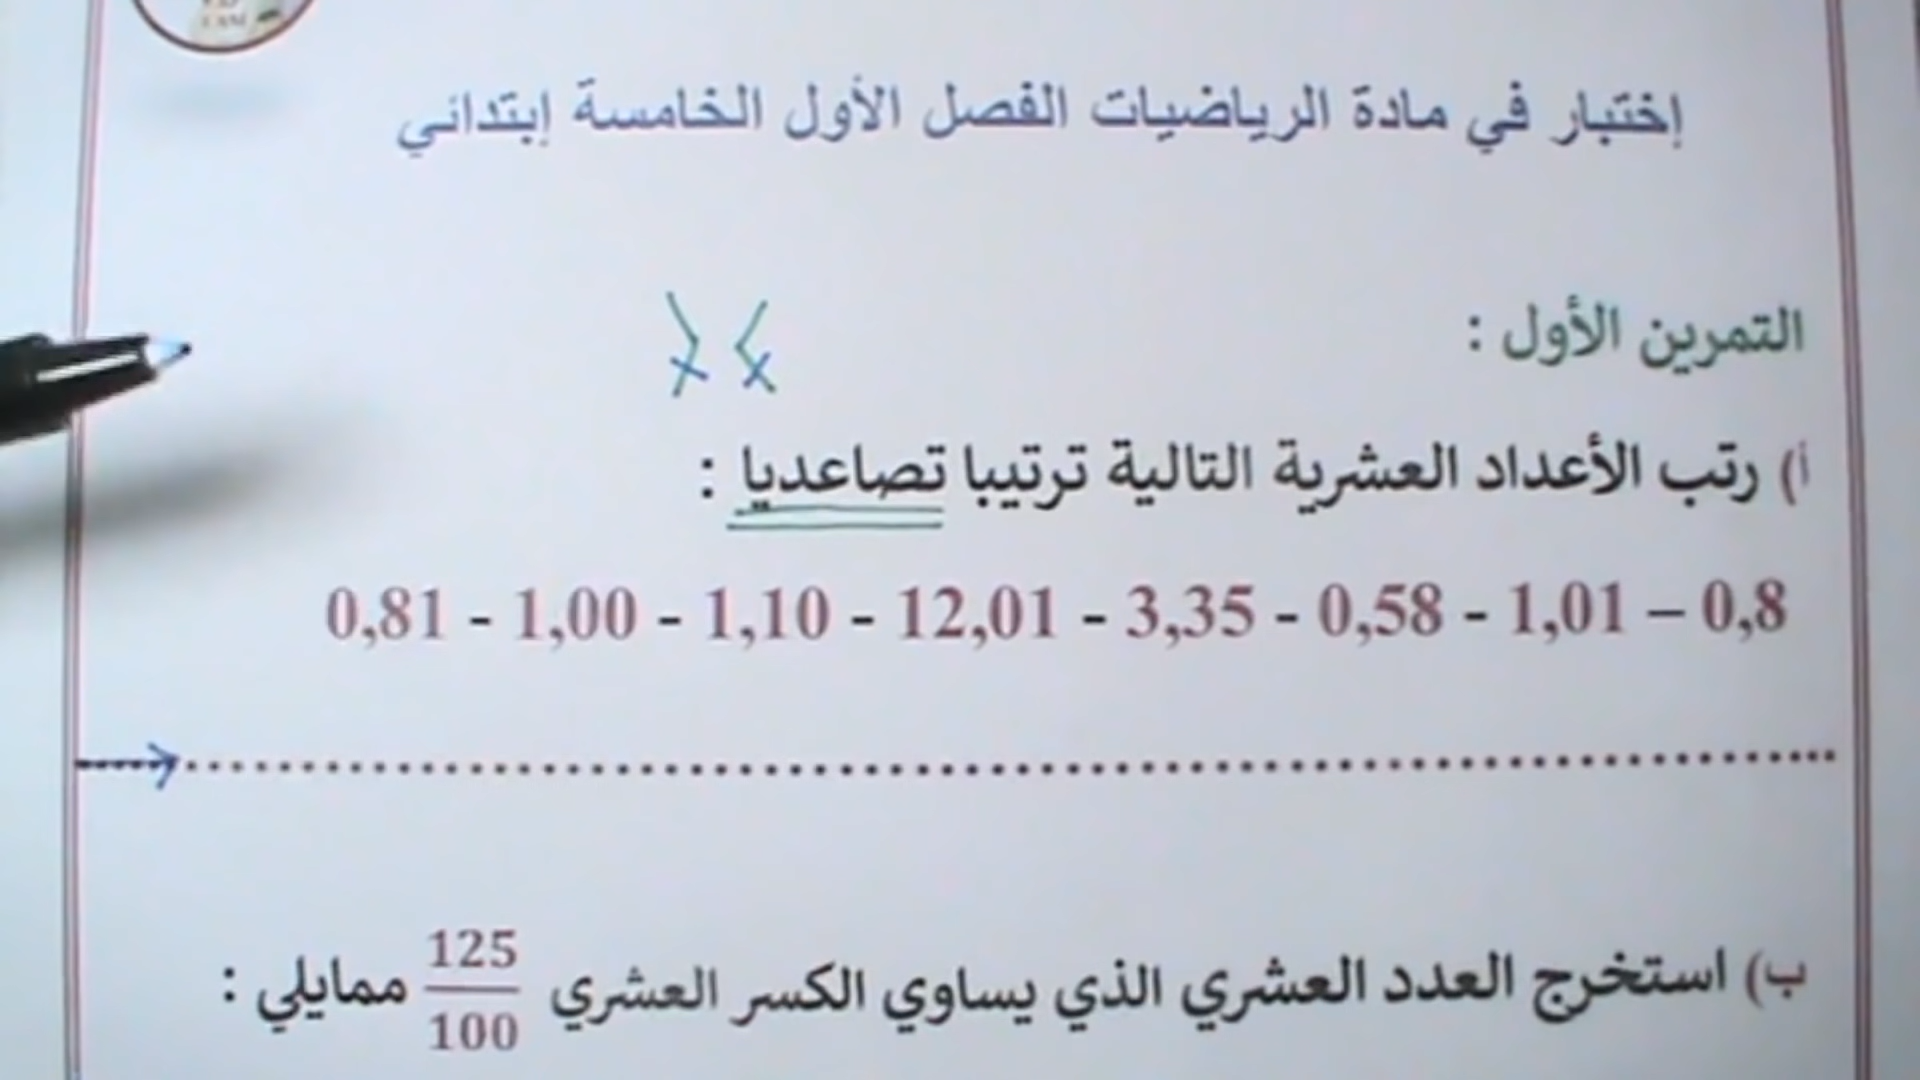 إختبار في مادة الرياضيات الفصل الأول الخامسة إبتدائي
التمرين الأول :
أ) رتب الأعداد العشرية التالية ترتيبا تصاعديا :
0,81 - 1,00 - 1,10 - 12,01 - 3,35 - 0,58 - 1,01 – 0,8
ب) استخرج العدد العشري الذي يساوي الكسر العشري 125/100 ممايلي :